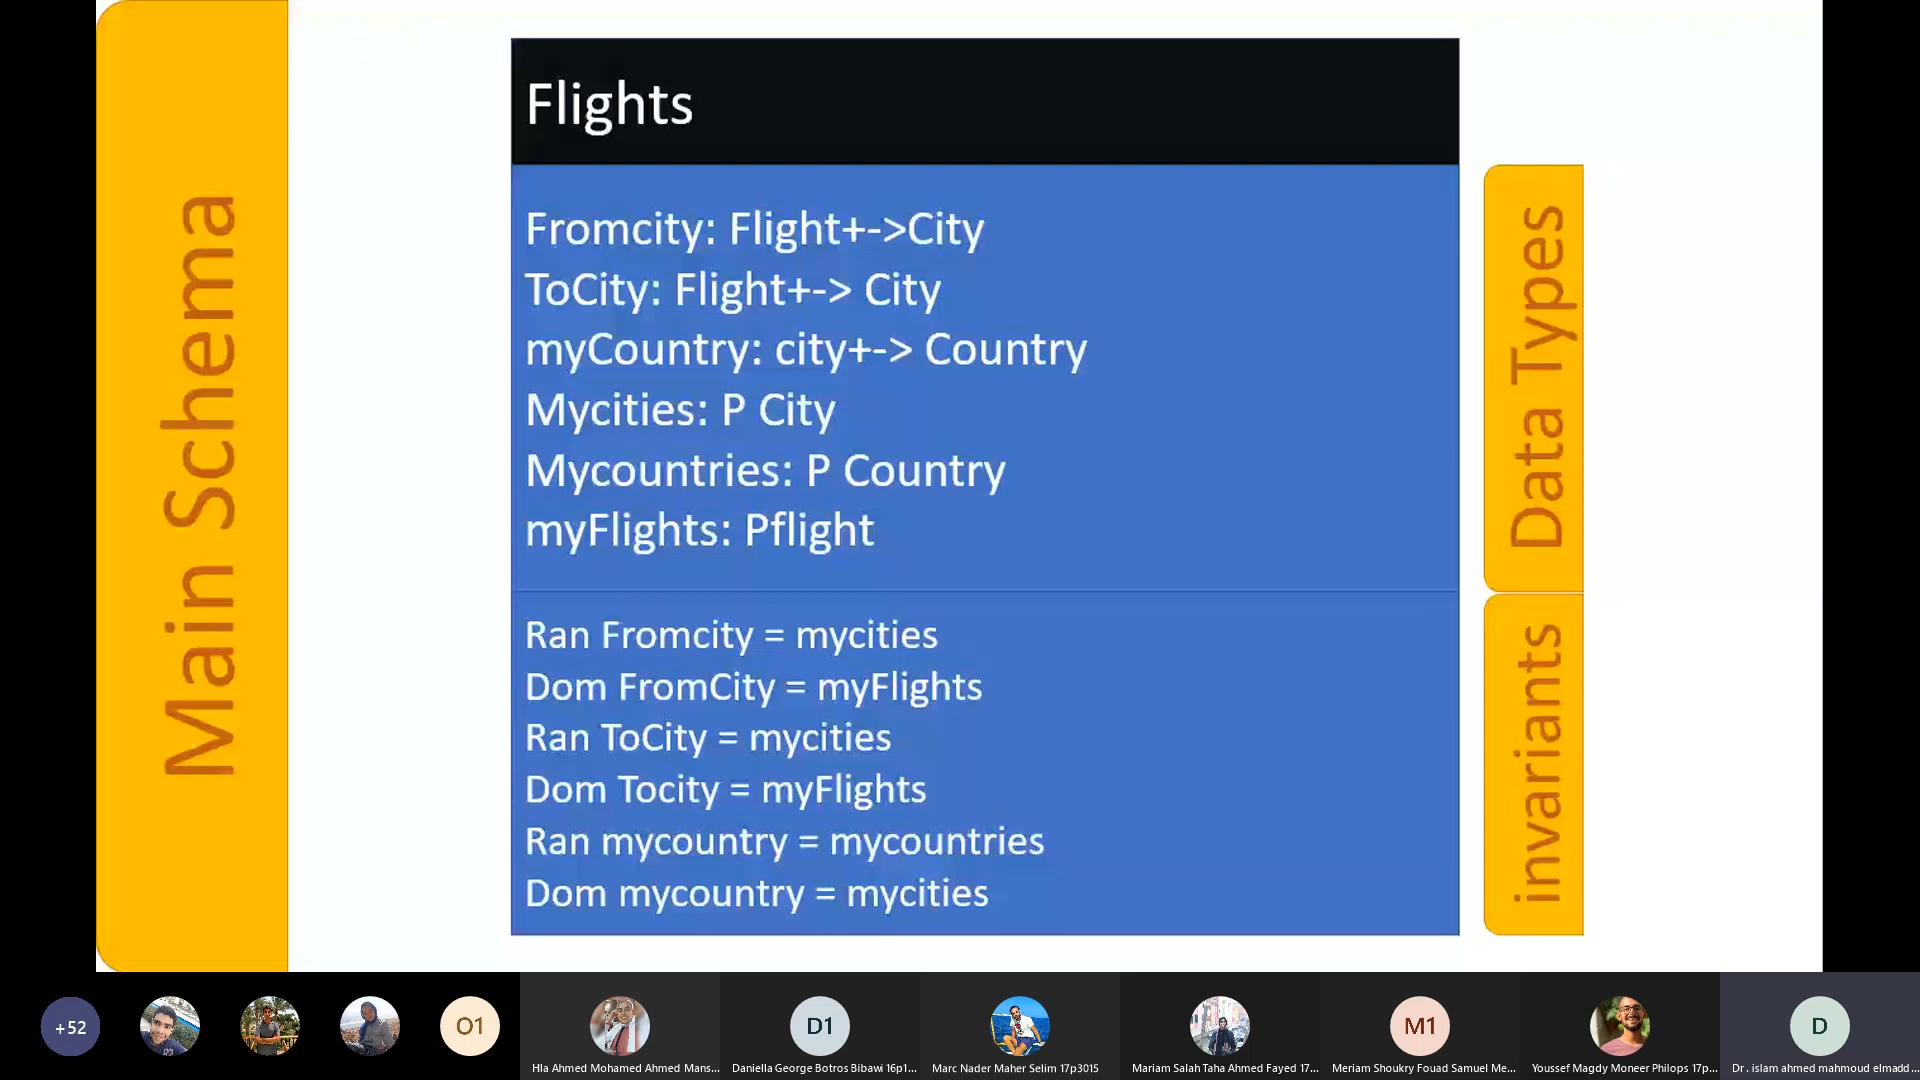 Main Schema
Flights
Fromcity: Flight+->City
ToCity: Flight+-> City
myCountry: city+-> Country
Mycities: P City
Mycountries: P Country
myFlights: Pflight
Data Types
Ran Fromcity = mycities
Dom FromCity = myFlights
Ran ToCity = mycities
Dom Tocity = myFlights
Ran mycountry = mycountries
Dom mycountry = mycities
invariants
+52
O1
D1
M1
D
Hla Ahmed Mohamed Ahmed Mans...
Daniella George Botros Bibawi 16p1...
Marc Nader Maher Selim 17p3015
Mariam Salah Taha Ahmed Fayed 17...
Meriam Shoukry Fouad Samuel Me...
Youssef Magdy Moneer Philops 17p...
Dr. islam ahmed mahmoud elmadd...